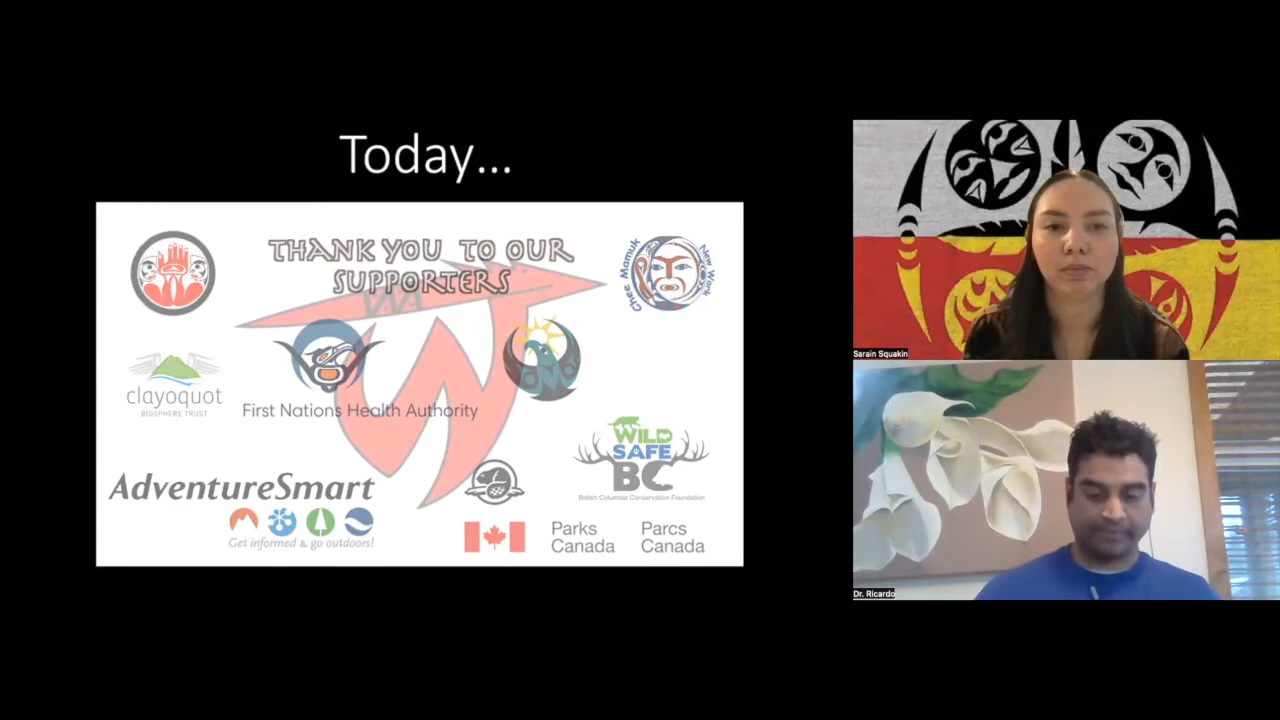 Today...
THANK YOU TO OUR
SUPPORTERS
Chee Mamuk
New Work
clayoquot
BIOSPHERE TRUST
First Nations Health Authority
WILD
SAFE
BC
British Columbia Conservation Foundation
AdventureSmart
Get informed & go outdoors!
Parks
Canada
Parcs
Canada
Sarain Squakin
Dr. Ricardo